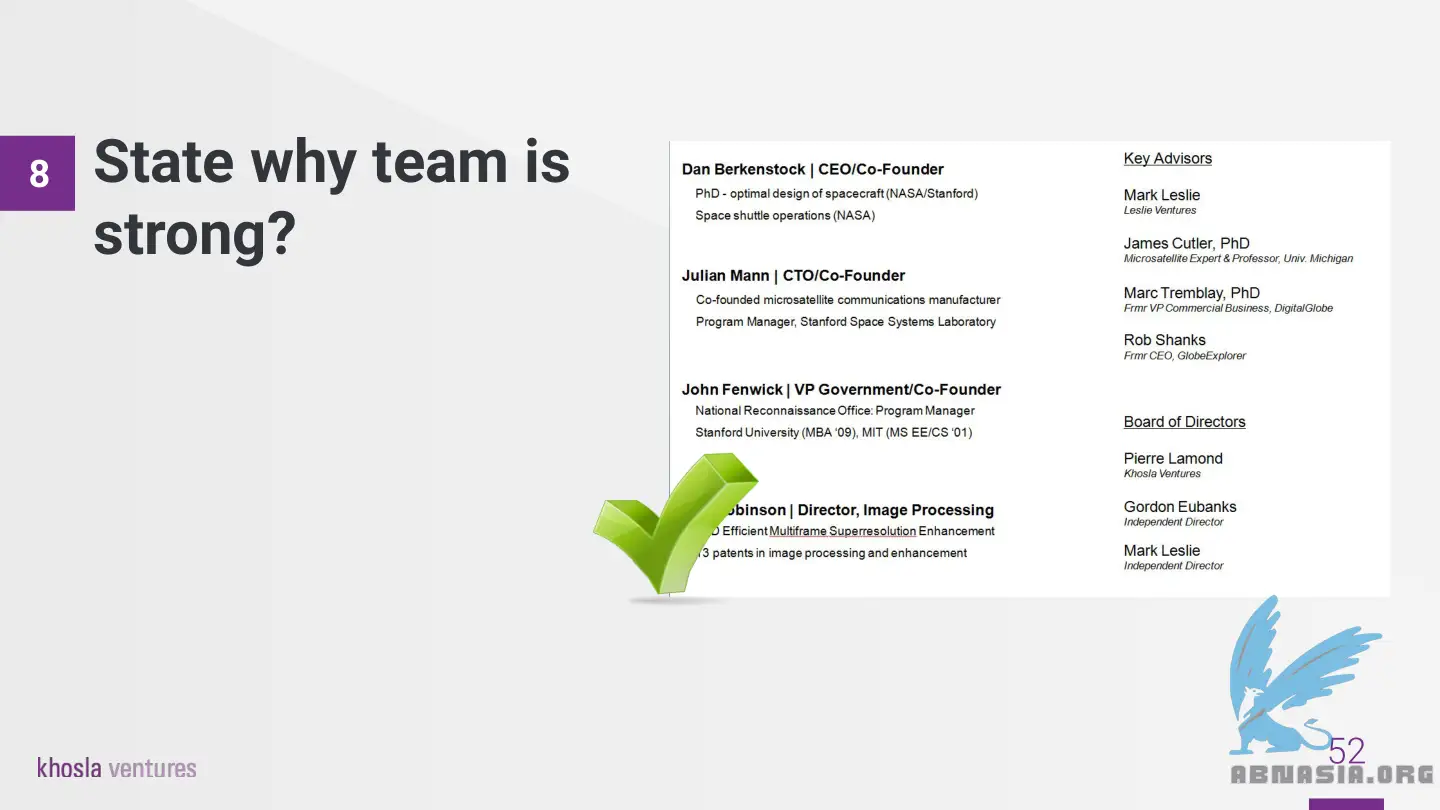 8
State why team is
strong?
Dan Berkenstock | CEO/Co-Founder
PhD - optimal design of spacecraft (NASA/Stanford)
Space shuttle operations (NASA)
Julian Mann | CTO/Co-Founder
Co-founded microsatellite communications manufacturer
Program Manager, Stanford Space Systems Laboratory
John Fenwick | VP Government/Co-Founder
National Reconnaissance Office: Program Manager
Stanford University (MBA ‘09), MIT (MS EE/CS ‘01)
| Director, Image Processing
Efficient Multiframe Superresolution Enhancement
patents in image processing and enhancement
Key Advisors
Mark Leslie
Leslie Ventures
James Cutler, PhD
Microsatellite Expert & Professor, Univ. Michigan
Marc Tremblay, PhD
Frmr VP Commercial Business, DigitalGlobe
Rob Shanks
Frmr CEO, GlobeExplorer
Board of Directors
Pierre Lamond
Khosla Ventures
Gordon Eubanks
Independent Director
Mark Leslie
Independent Director
khosla ventures
52
ABNASIA.ORG